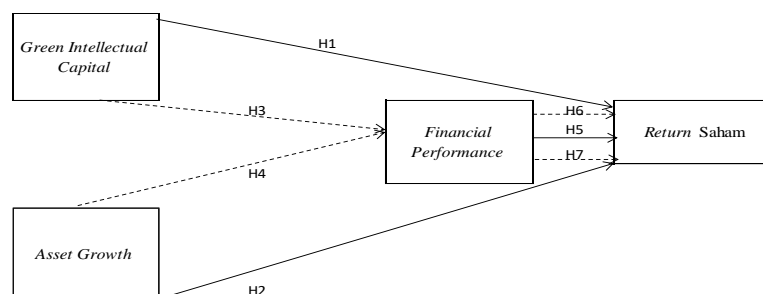 H1
Green Intellectual
Capital
H3
H6
Financial
Performance
H5
Return Saham
H7
H4
Asset Growth
H2